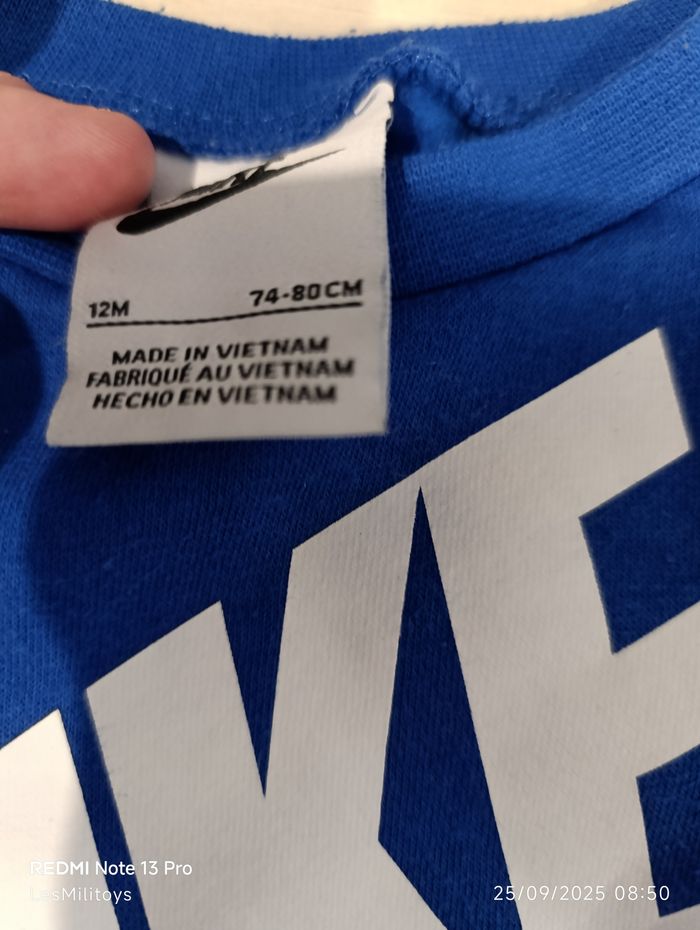 12M 74-80CM
MADE IN VIETNAM
FABRIQUÉ AU VIETNAM
HECHO EN VIETNAM
KE
REDMI Note 13 Pro
LesMilitoys
25/09/2025 08:50